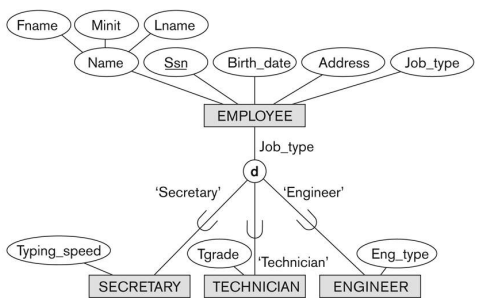 Fname Minit Lname
Name Ssn Birth_date Address Job_type
EMPLOYEE
Job_type
d
‘Secretary’ ‘Engineer’
Typing_speed Tgrade ‘Technician’ Eng_type
SECRETARY TECHNICIAN ENGINEER